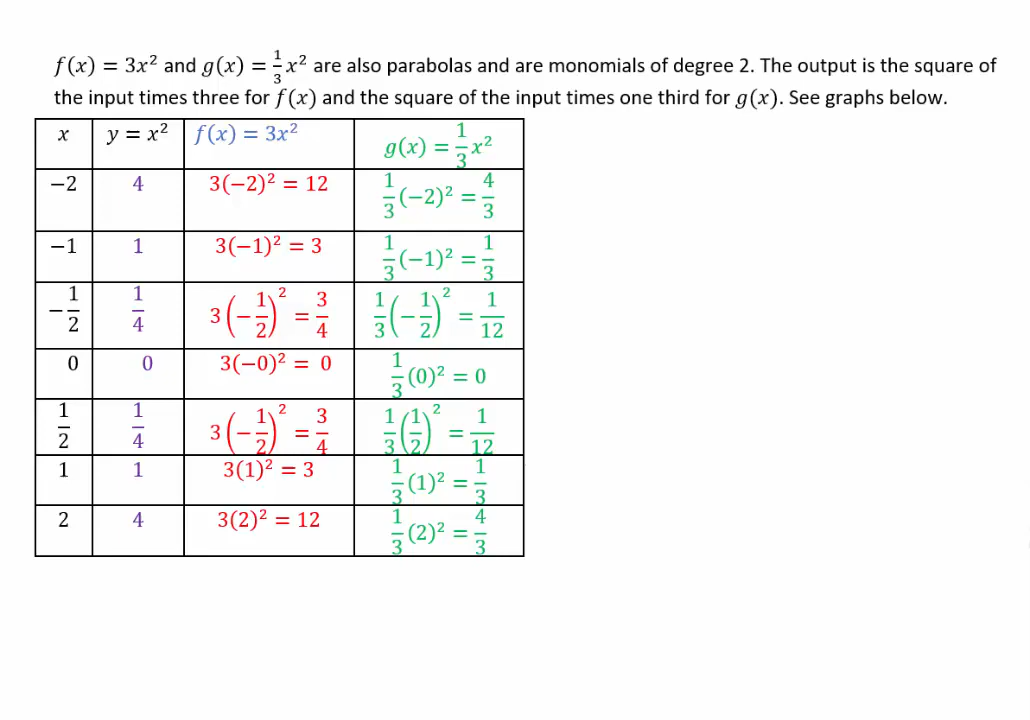 f(x) = 3x² and g(x) = 1/3 x² are also parabolas and are monomials of degree 2. The output is the square of
the input times three for f(x) and the square of the input times one third for g(x). See graphs below.
x | y = x² | f(x) = 3x² | g(x) = 1/3 x²
−2 | 4 | 3(−2)² = 12 | 1/3 (−2)² = 4/3
−1 | 1 | 3(−1)² = 3 | 1/3 (−1)² = 1/3
−1/2 | 1/4 | 3(−1/2)² = 3/4 | 1/3 (−1/2)² = 1/12
0 | 0 | 3(−0)² = 0 | 1/3 (0)² = 0
1/2 | 1/4 | 3(−1/2)² = 3/4 | 1/3 (1/2)² = 1/12
1 | 1 | 3(1)² = 3 | 1/3 (1)² = 1/3
2 | 4 | 3(2)² = 12 | 1/3 (2)² = 4/3